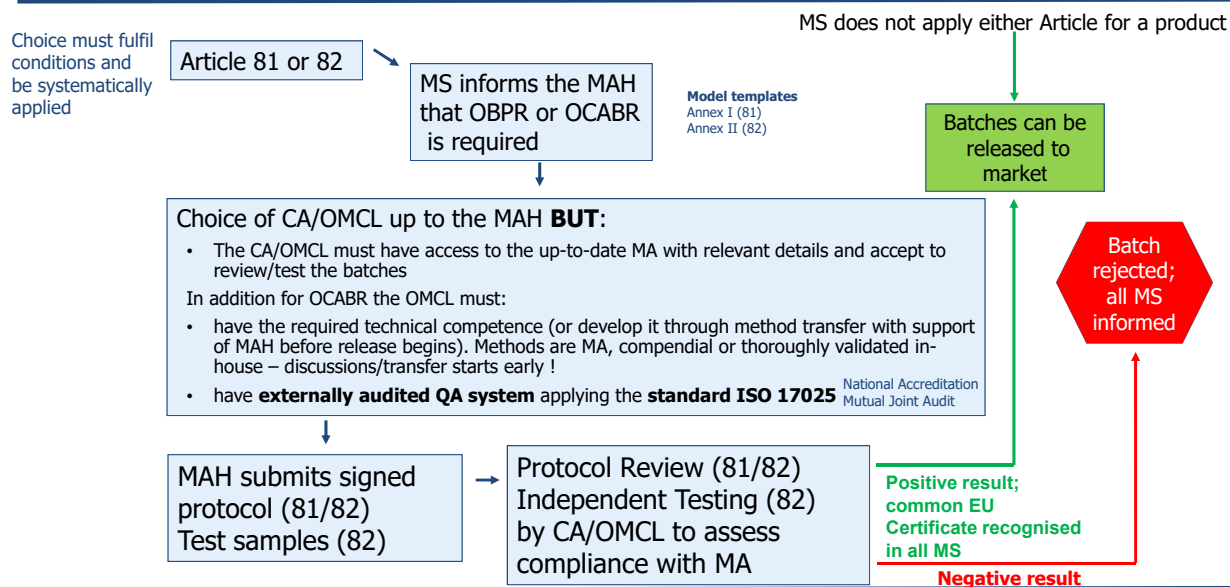 MS does not apply either Article for a product
Choice must fulfil
conditions and
be systematically
applied
Article 81 or 82
MS informs the MAH
that OBPR or OCABR
is required
Model templates
Annex I (81)
Annex II (82)
Batches can be
released to
market
Choice of CA/OMCL up to the MAH BUT:
• The CA/OMCL must have access to the up-to-date MA with relevant details and accept to
review/test the batches
In addition for OCABR the OMCL must:
• have the required technical competence (or develop it through method transfer with support
of MAH before release begins). Methods are MA, compendial or thoroughly validated in-
house – discussions/transfer starts early !
• have externally audited QA system applying the standard ISO 17025
National Accreditation
Mutual Joint Audit
Batch
rejected;
all MS
informed
MAH submits signed
protocol (81/82)
Test samples (82)
Protocol Review (81/82)
Independent Testing (82)
by CA/OMCL to assess
compliance with MA
Positive result;
common EU
Certificate recognised
in all MS
Negative result